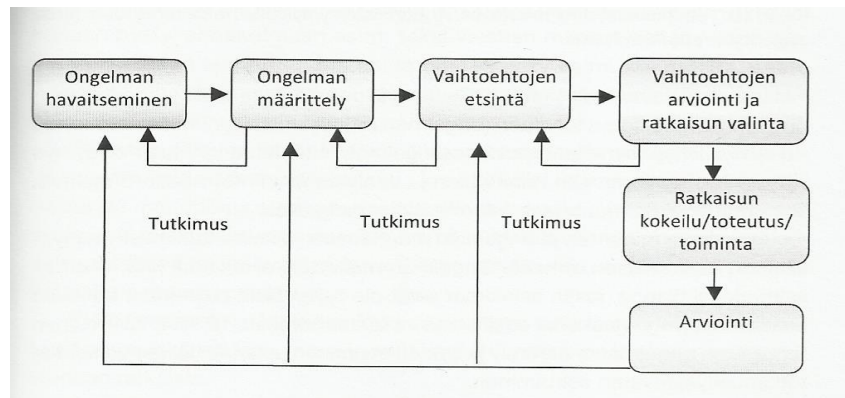 Ongelman
havaitseminen
Ongelman
määrittely
Vaihtoehtojen
etsintä
Vaihtoehtojen
arviointi ja
ratkaisun valinta
Tutkimus
Tutkimus
Tutkimus
Ratkaisun
kokeilu/toteutus/
toiminta
Arviointi